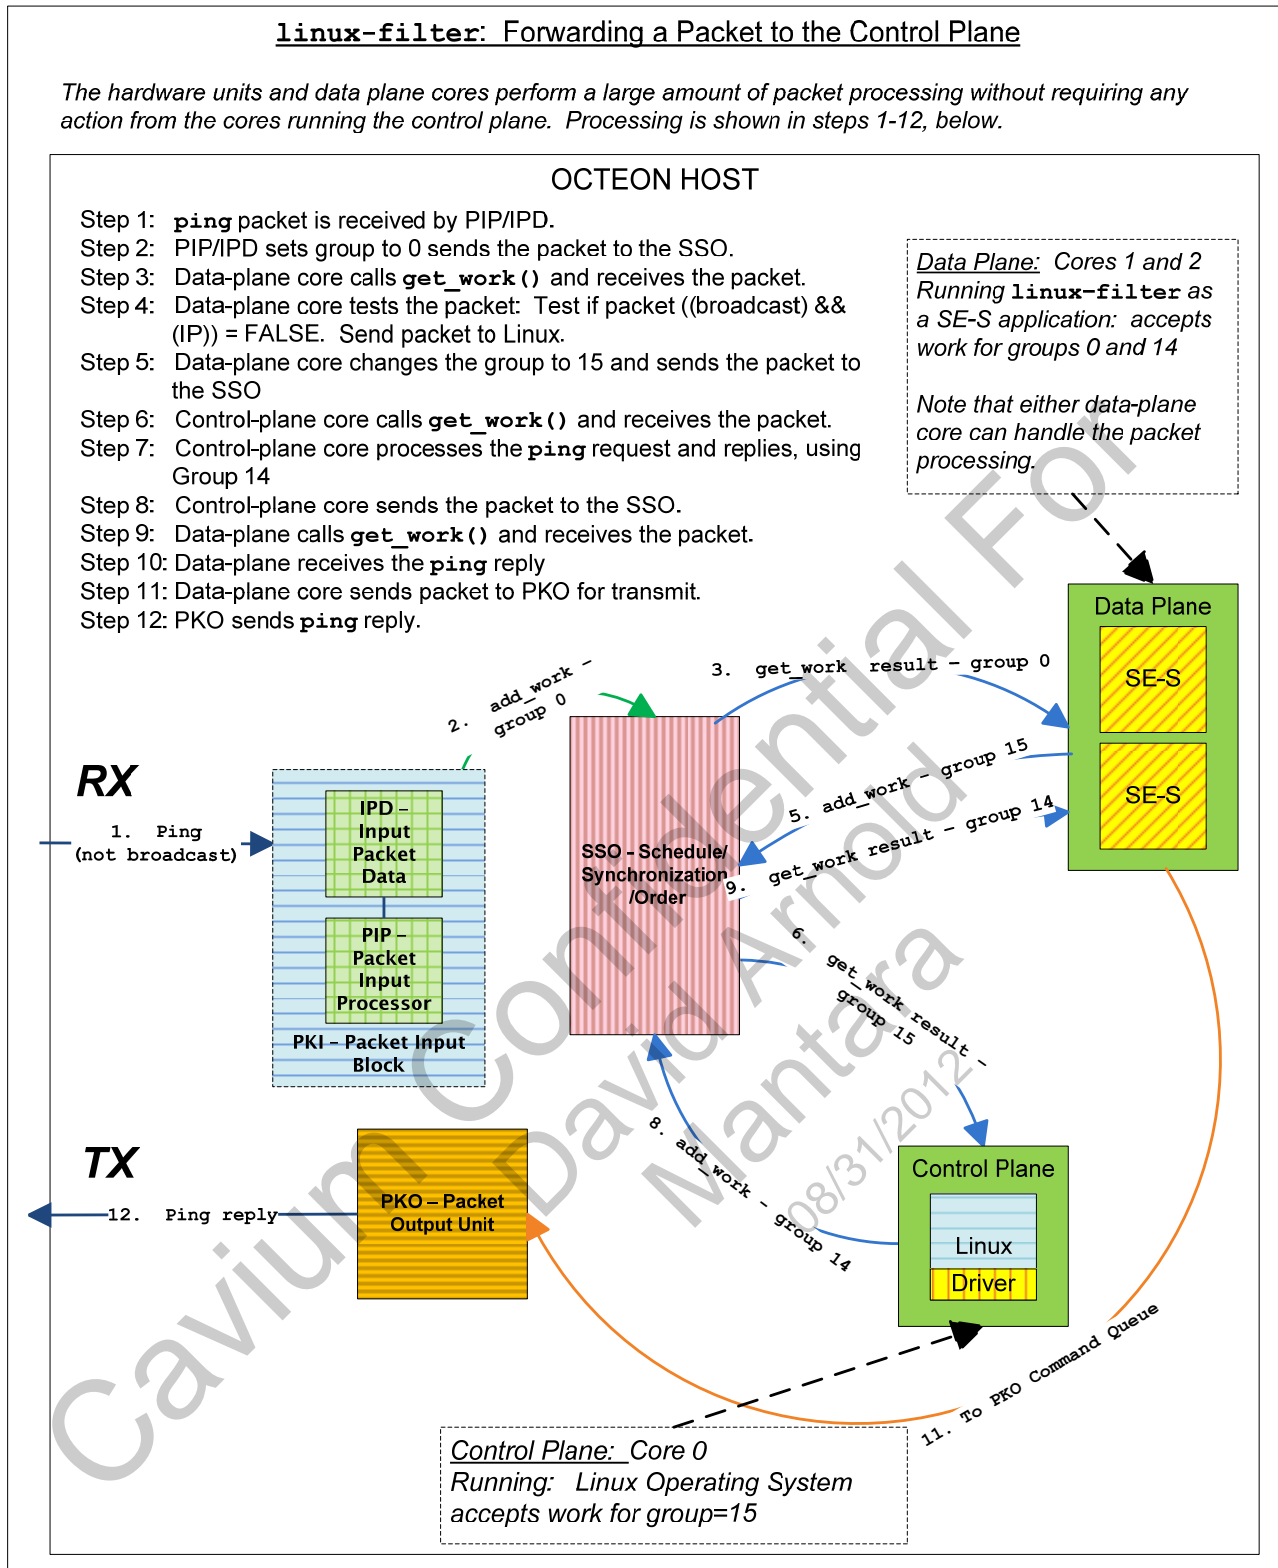 linux-filter: Forwarding a Packet to the Control Plane
The hardware units and data plane cores perform a large amount of packet processing without requiring any
action from the cores running the control plane. Processing is shown in steps 1-12, below.
OCTEON HOST
Step 1: ping packet is received by PIP/IPD.
Step 2: PIP/IPD sets group to 0 sends the packet to the SSO.
Step 3: Data-plane core calls get_work() and receives the packet.
Step 4: Data-plane core tests the packet: Test if packet ((broadcast) &&
(IP)) = FALSE. Send packet to Linux.
Step 5: Data-plane core changes the group to 15 and sends the packet to
the SSO
Step 6: Control-plane core calls get_work() and receives the packet.
Step 7: Control-plane core processes the ping request and replies, using
Group 14
Step 8: Control-plane core sends the packet to the SSO.
Step 9: Data-plane calls get_work() and receives the packet.
Step 10: Data-plane receives the ping reply
Step 11: Data-plane core sends packet to PKO for transmit.
Step 12: PKO sends ping reply.
Data Plane: Cores 1 and 2
Running linux-filter as
a SE-S application: accepts
work for groups 0 and 14
Note that either data-plane
core can handle the packet
processing.
Data Plane
SE-S
SE-S
2. add_work –
group 0
3. get_work result – group 0
5. add_work – group 15
9. get_work result – group 14
6. get_work result –
group 15
8. add_work – group 14
RX
1. Ping
(not broadcast)
IPD –
Input
Packet
Data
PIP –
Packet
Input
Processor
PKI – Packet Input
Block
SSO – Schedule/
Synchronization
/Order
TX
12. Ping reply
PKO – Packet
Output Unit
Control Plane
Linux
Driver
11. To PKO Command Queue
Control Plane: Core 0
Running: Linux Operating System
accepts work for group=15
Cavium Confidential For
David Arnold
Mantara
08/31/2012